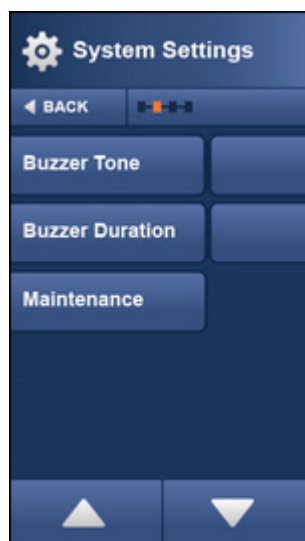 System Settings
BACK
Buzzer Tone
Buzzer Duration
Maintenance